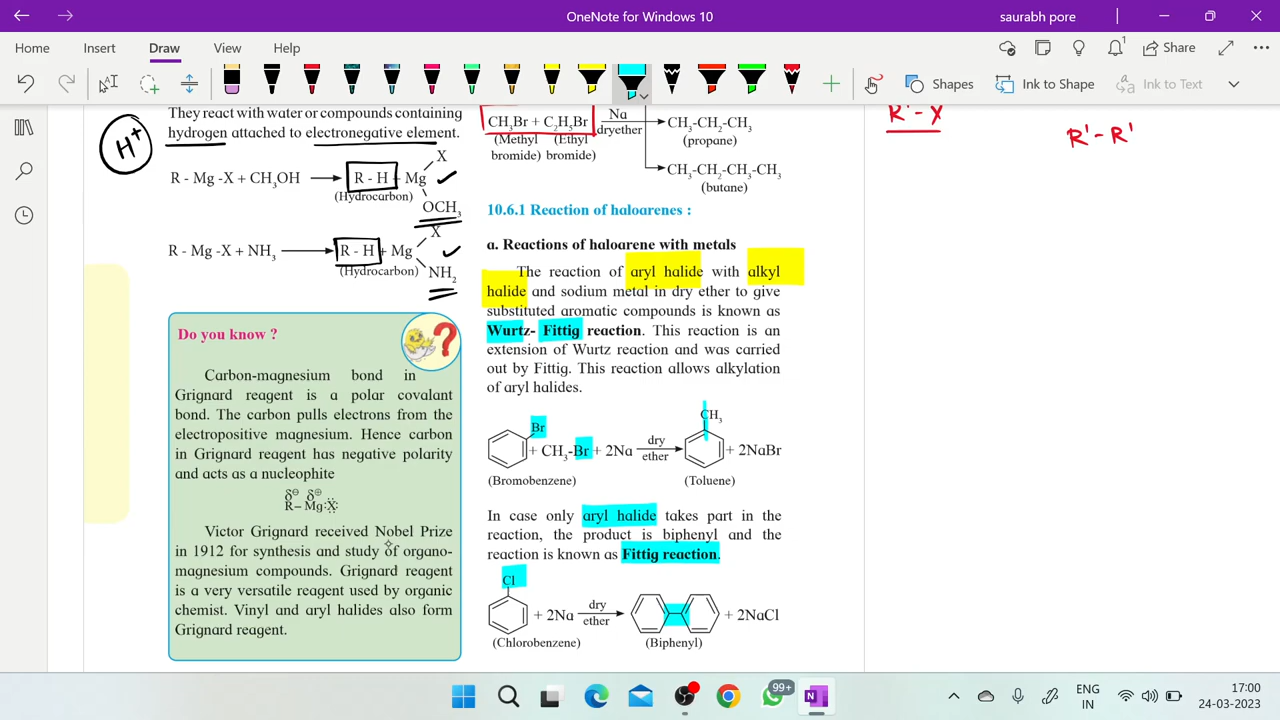 OneNote for Windows 10
saurabh pore
Home Insert Draw View Help
Share
Shapes
Ink to Shape
Ink to Text
They react with water or compounds containing
hydrogen attached to electronegative element.
H+
R - Mg -X + CH3OH → R - H + Mg
X
OCH3
(Hydrocarbon)
R - Mg -X + NH3 → R - H + Mg
X
NH2
(Hydrocarbon)
Do you know ?
Carbon-magnesium bond in
Grignard reagent is a polar covalant
bond. The carbon pulls electrons from the
electropositive magnesium. Hence carbon
in Grignard reagent has negative polarity
and acts as a nucleophite
δ⊖ δ⊕
R– Mg:X:
Victor Grignard received Nobel Prize
in 1912 for synthesis and study of organo-
magnesium compounds. Grignard reagent
is a very versatile reagent used by organic
chemist. Vinyl and aryl halides also form
Grignard reagent.
CH3Br + C2H5Br
Na
dryether
CH3-CH2-CH3
(Methyl
bromide)
(Ethyl
bromide)
(propane)
CH3-CH2-CH2-CH3
(butane)
10.6.1 Reaction of haloarenes :
a. Reactions of haloarene with metals
The reaction of aryl halide with alkyl
halide and sodium metal in dry ether to give
substituted aromatic compounds is known as
Wurtz- Fittig reaction. This reaction is an
extension of Wurtz reaction and was carried
out by Fittig. This reaction allows alkylation
of aryl halides.
Br
CH3
+ CH3-Br + 2Na
dry
ether
+ 2NaBr
(Bromobenzene)
(Toluene)
In case only aryl halide takes part in the
reaction, the product is biphenyl and the
reaction is known as Fittig reaction.
Cl
+ 2Na
dry
ether
+ 2NaCl
(Chlorobenzene)
(Biphenyl)
R' - X
R' - R'
99+
ENG
IN
17:00
24-03-2023